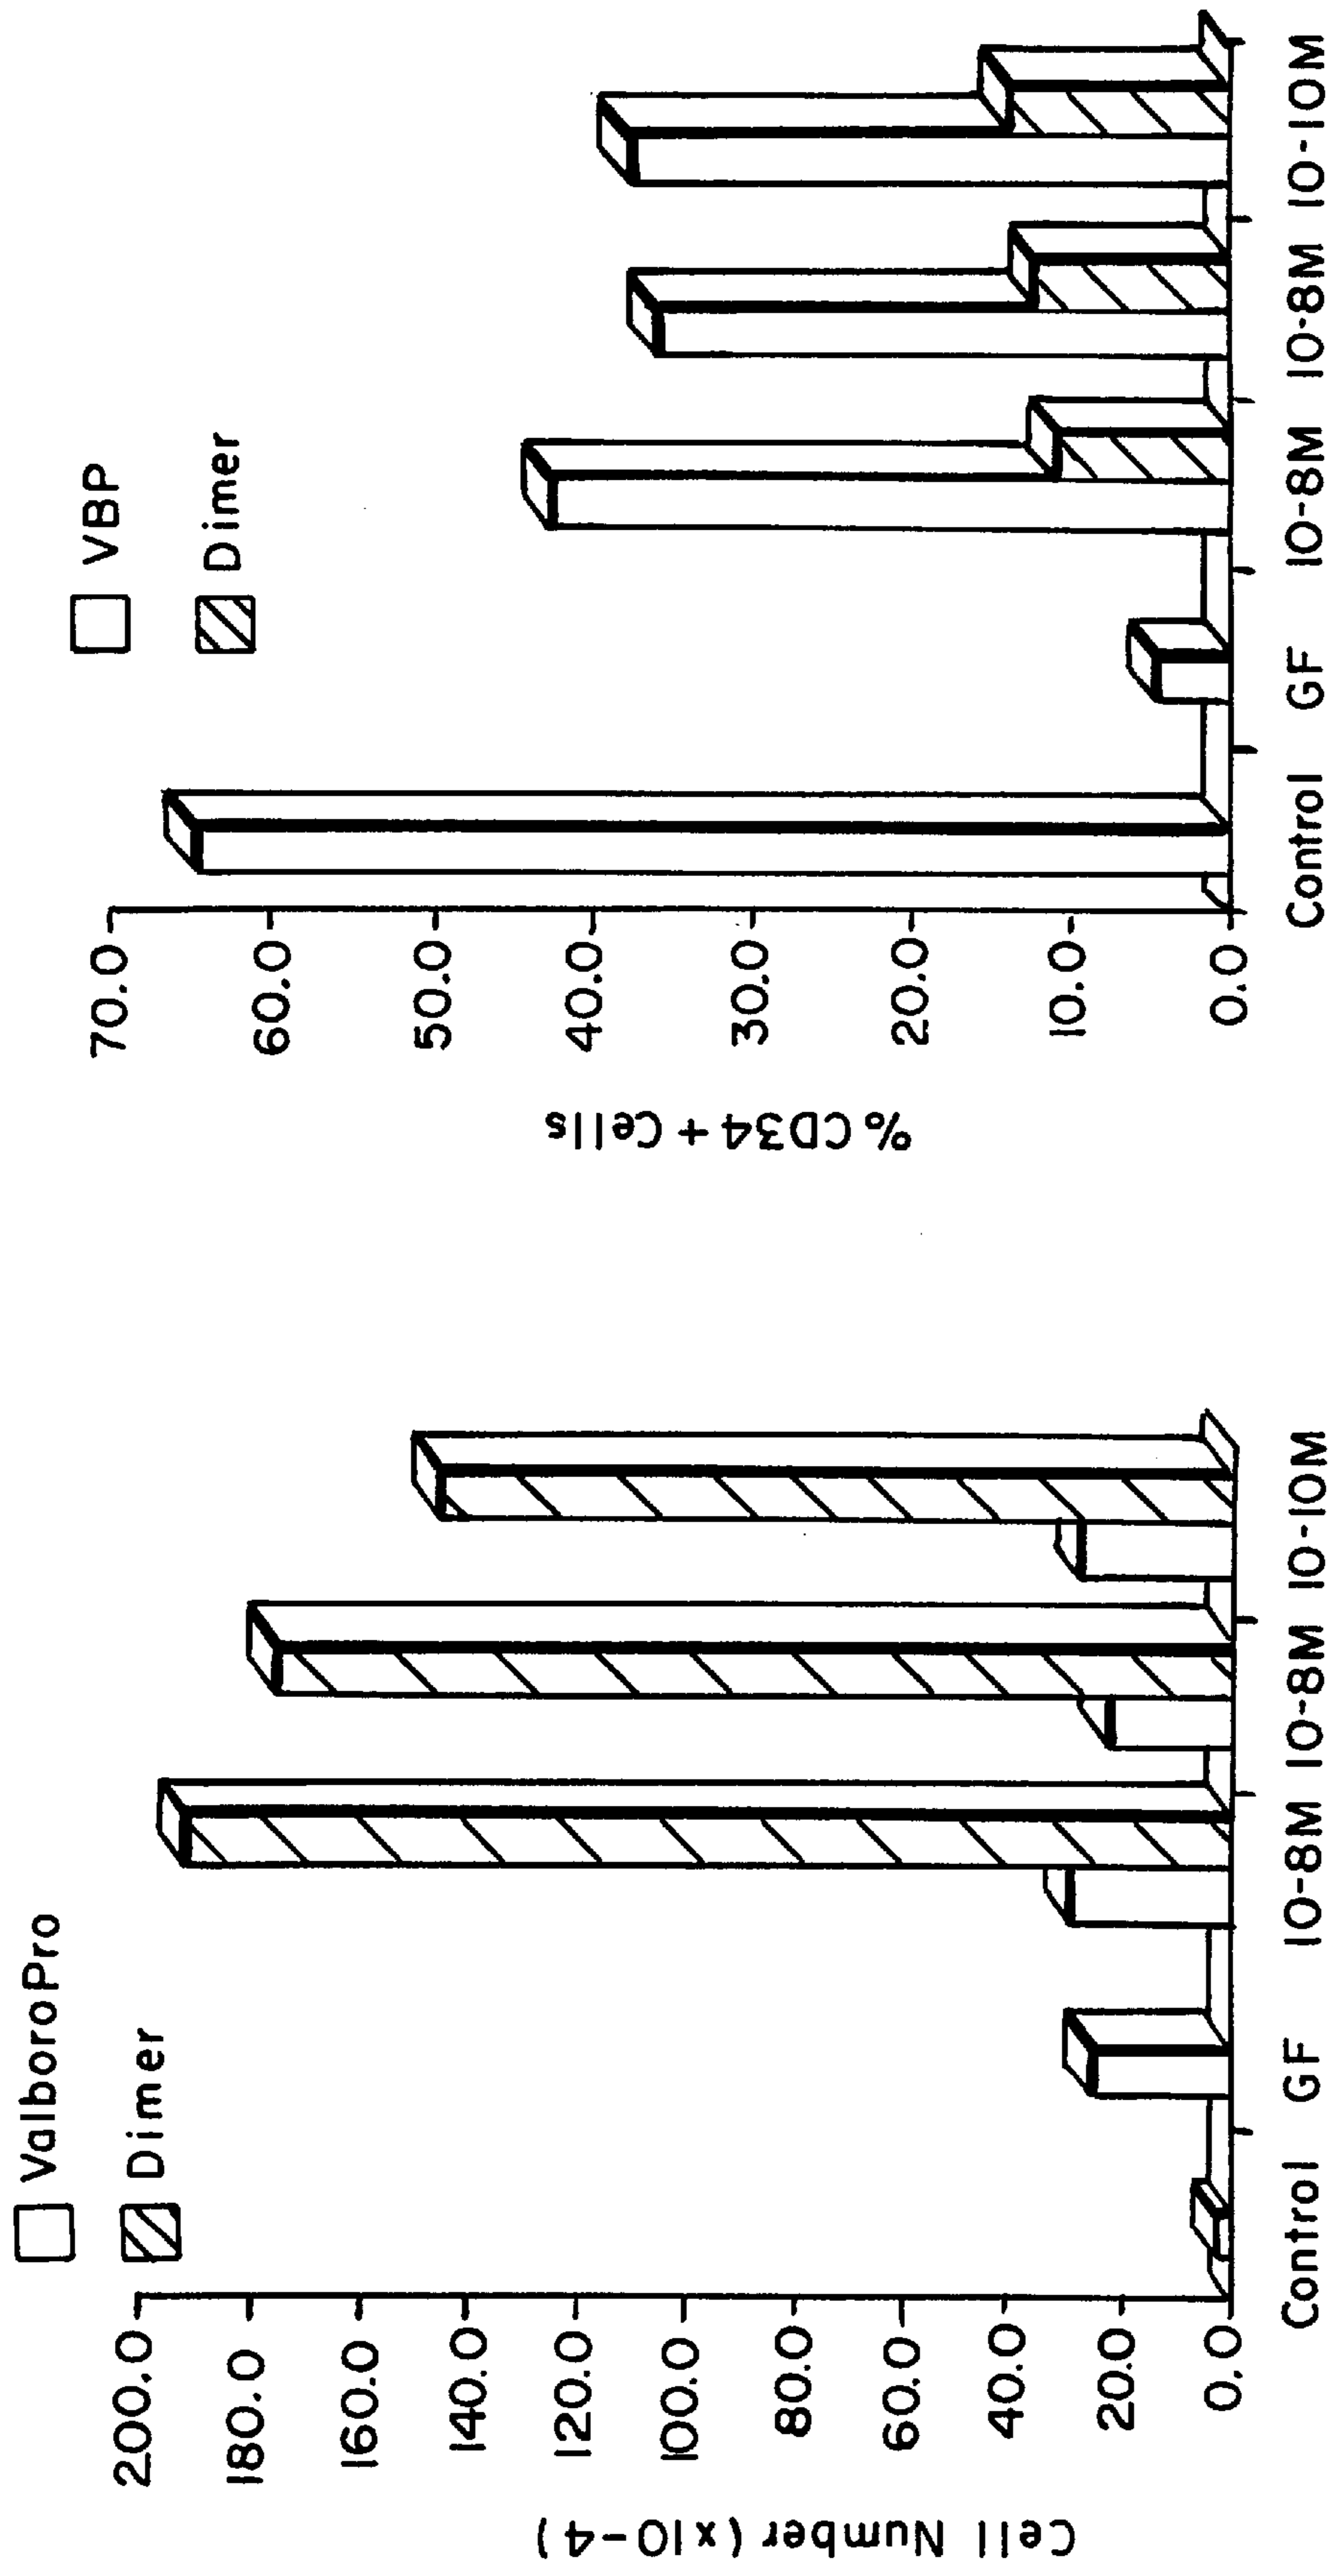 ValboroPro
Dimer
Cell Number (x10-4)
200.0
180.0
160.0
140.0
120.0
100.0
80.0
60.0
40.0
20.0
0.0
Control GF 10-8M 10-8M 10-10M
VBP
Dimer
% CD34 + Cells
70.0
60.0
50.0
40.0
30.0
20.0
10.0
0.0
Control GF 10-8M 10-8M 10-10M